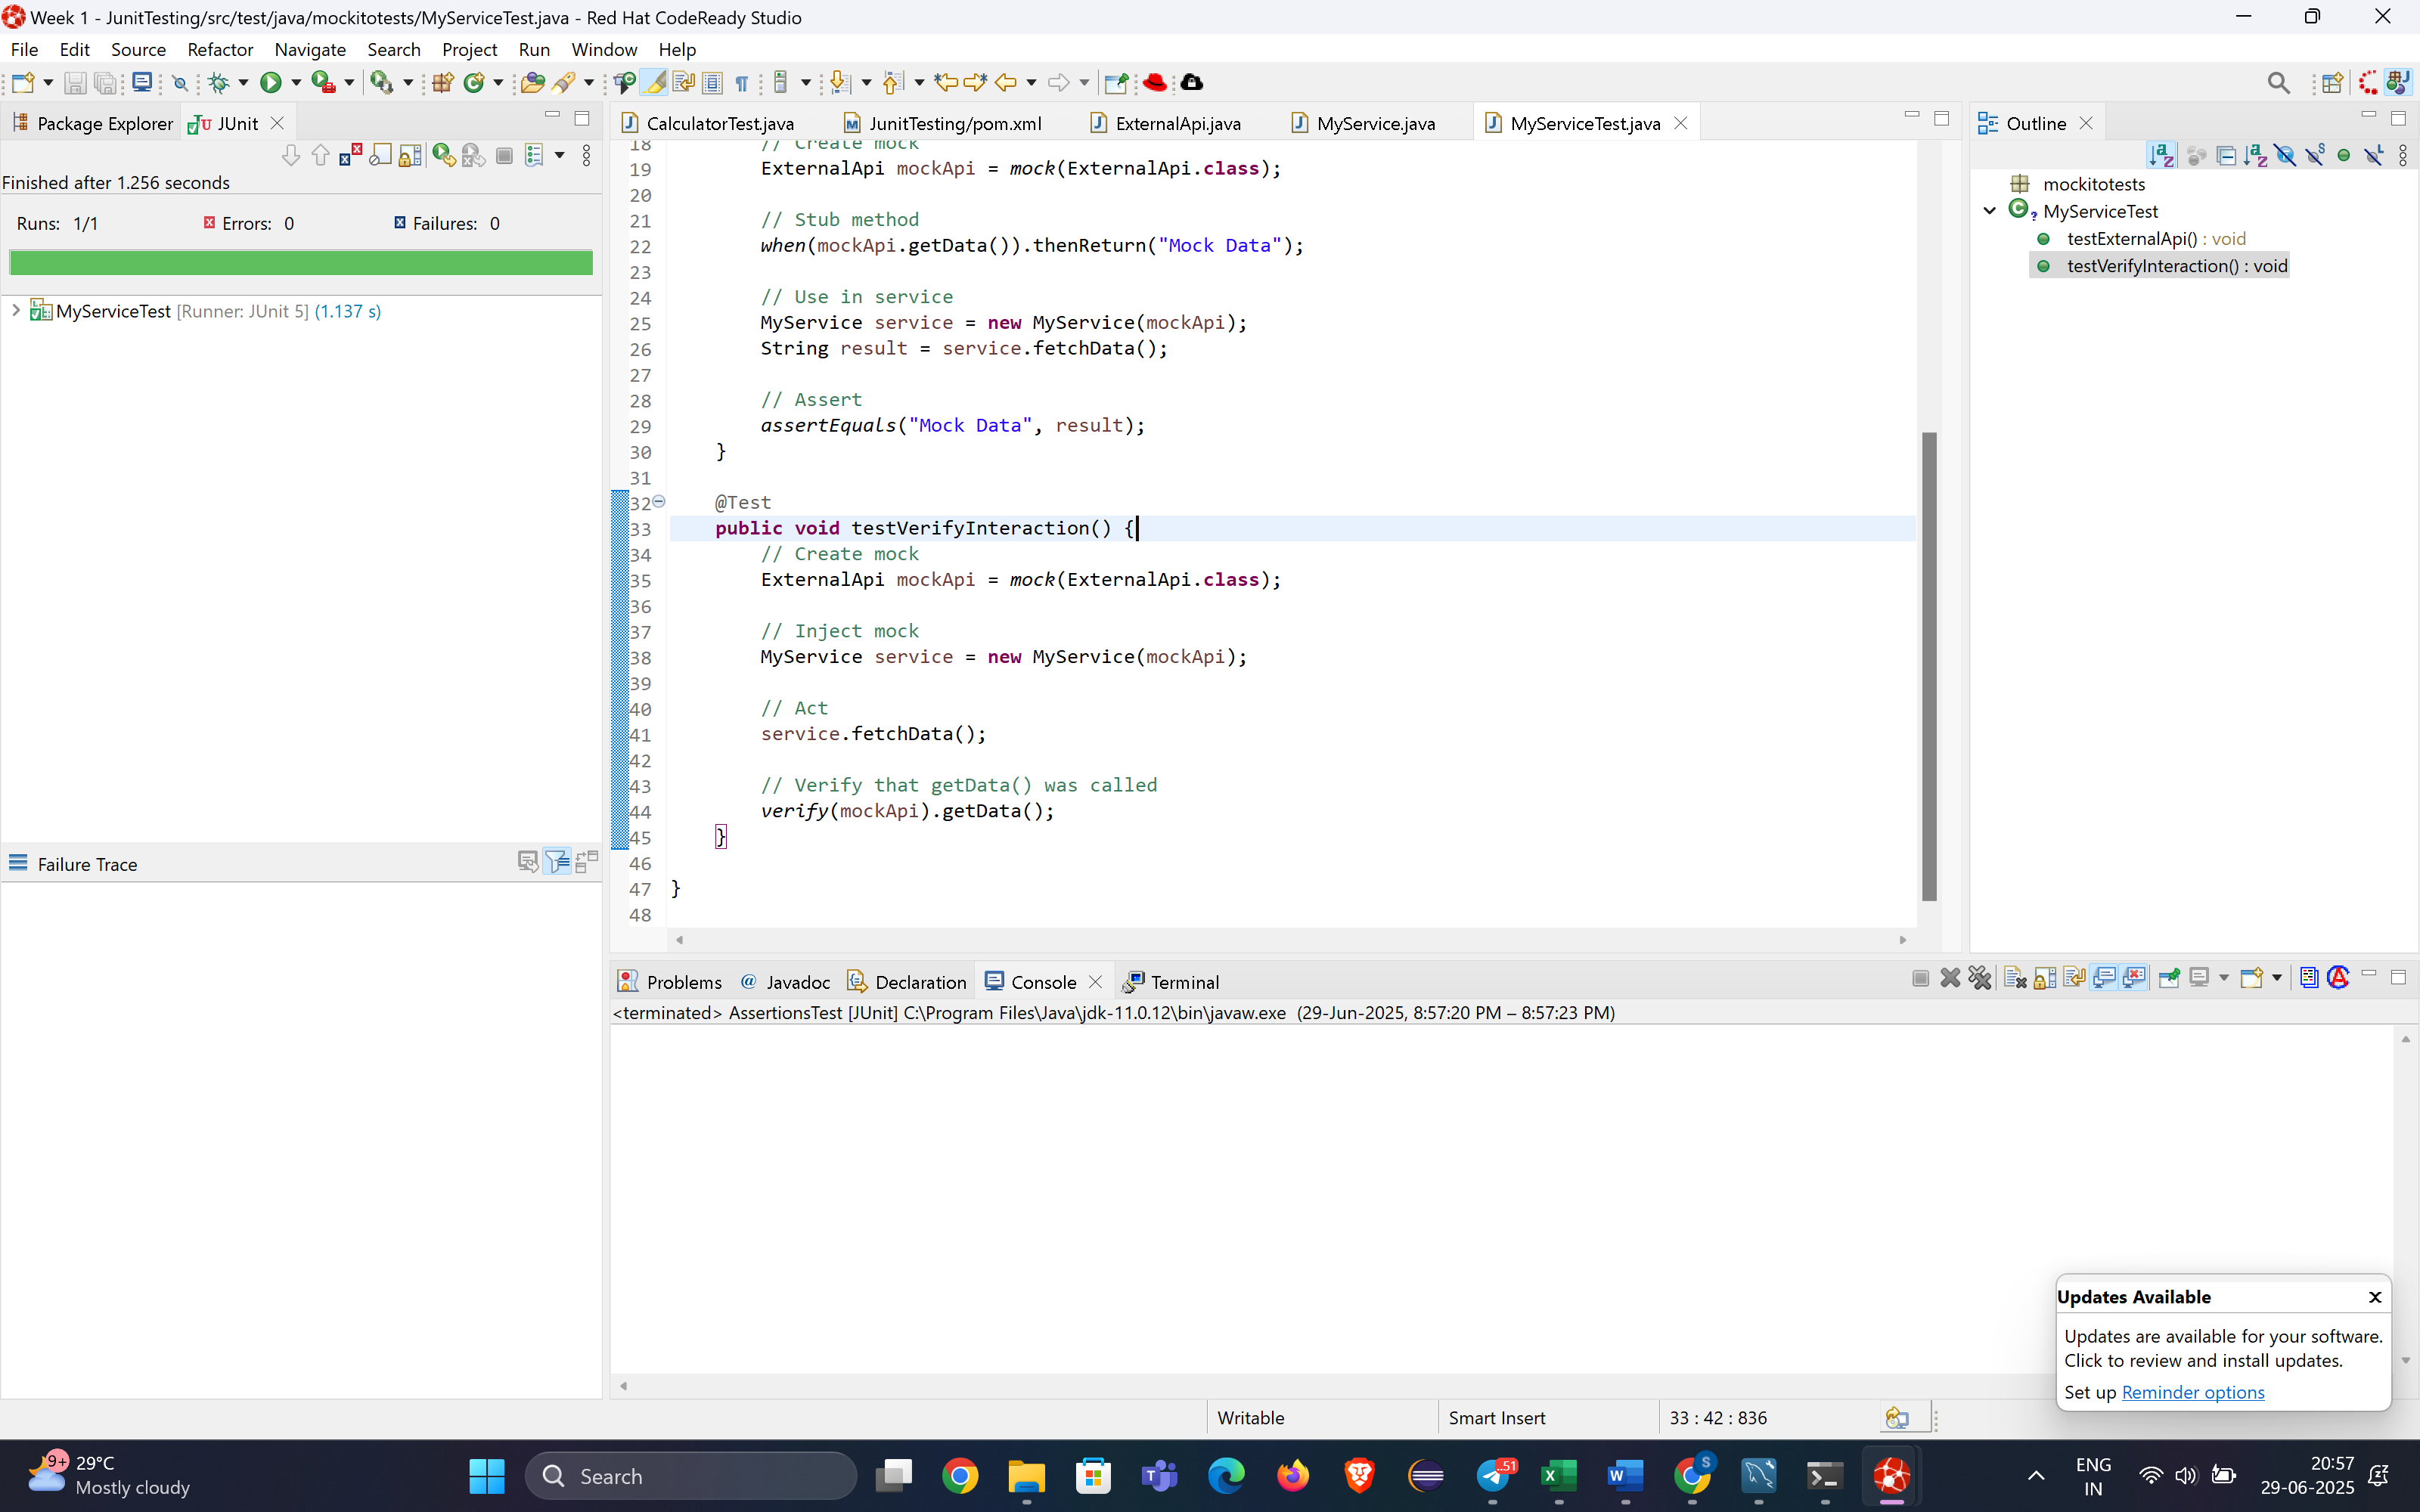 Week 1 - JunitTesting/src/test/java/mockitotests/MyServiceTest.java - Red Hat CodeReady Studio
File Edit Source Refactor Navigate Search Project Run Window Help
Package Explorer JUnit
Finished after 1.256 seconds
Runs: 1/1 Errors: 0 Failures: 0
MyServiceTest [Runner: JUnit 5] (1.137 s)
Failure Trace
CalculatorTest.java JunitTesting/pom.xml ExternalApi.java MyService.java MyServiceTest.java
18 // Create mock
19 ExternalApi mockApi = mock(ExternalApi.class);
20
21 // Stub method
22 when(mockApi.getData()).thenReturn("Mock Data");
23
24 // Use in service
25 MyService service = new MyService(mockApi);
26 String result = service.fetchData();
27
28 // Assert
29 assertEquals("Mock Data", result);
30 }
31
32 @Test
33 public void testVerifyInteraction() {
34 // Create mock
35 ExternalApi mockApi = mock(ExternalApi.class);
36
37 // Inject mock
38 MyService service = new MyService(mockApi);
39
40 // Act
41 service.fetchData();
42
43 // Verify that getData() was called
44 verify(mockApi).getData();
45 }
46
47 }
48
Outline
mockitotests
MyServiceTest
testExternalApi() : void
testVerifyInteraction() : void
Problems @ Javadoc Declaration Console Terminal
<terminated> AssertionsTest [JUnit] C:\Program Files\Java\jdk-11.0.12\bin\javaw.exe (29-Jun-2025, 8:57:20 PM – 8:57:23 PM)
Updates Available
Updates are available for your software.
Click to review and install updates.
Set up Reminder options
Writable Smart Insert 33 : 42 : 836
9+ 29°C
Mostly cloudy
Search
51
S
ENG
IN
20:57
29-06-2025